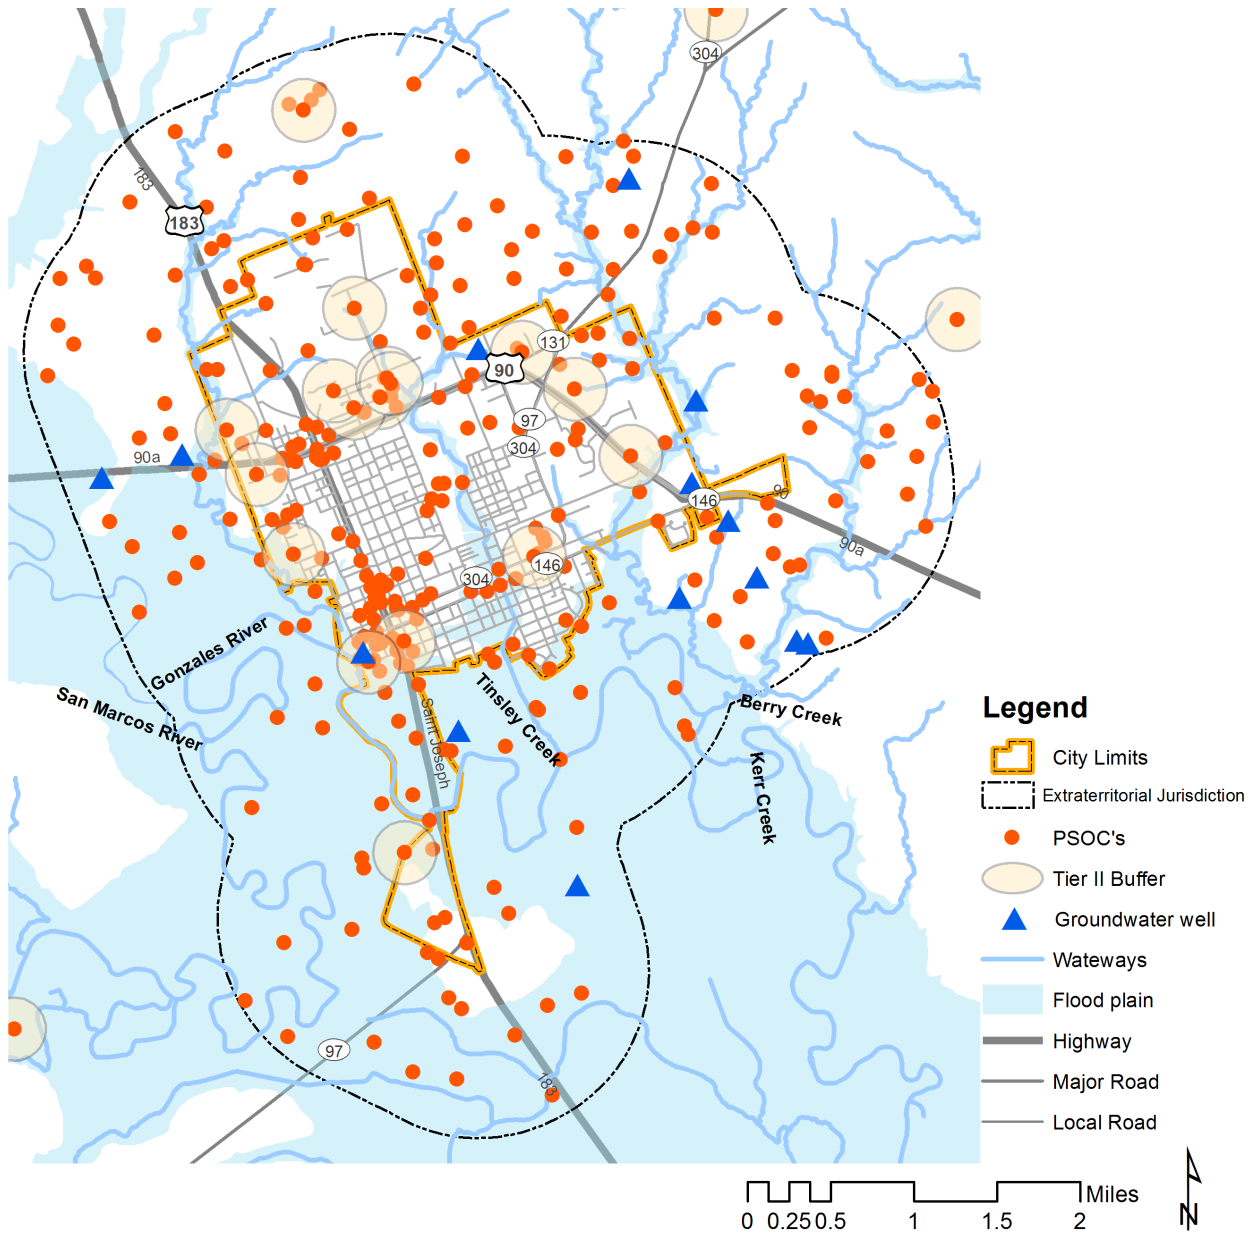 304
183
183
131
90
97
304
90a
90
146
90a
146
304
Gonzales River
San Marcos River
Saint Joseph
Tinsley Creek
Berry Creek
Kerr Creek
97
183
Legend
City Limits
Extraterritorial Jurisdiction
PSOC's
Tier II Buffer
Groundwater well
Wateways
Flood plain
Highway
Major Road
Local Road
Miles
0 0.25 0.5 1 1.5 2
N